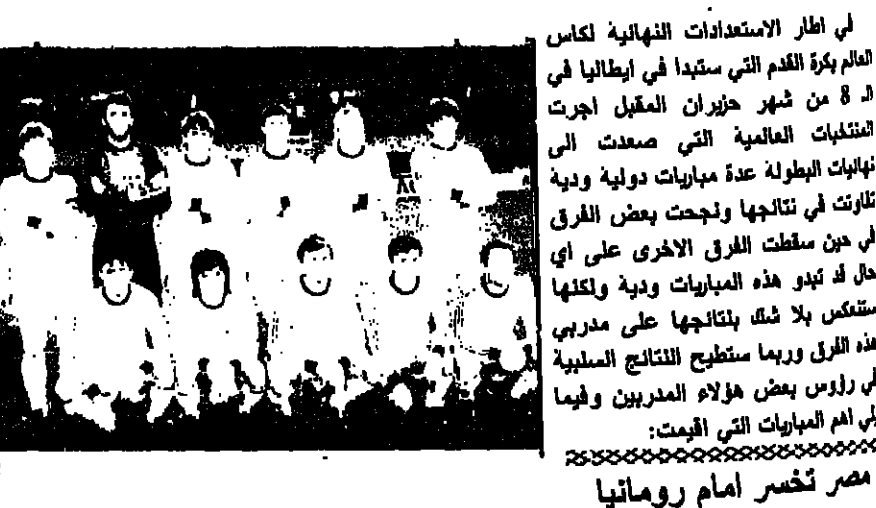 في اطار الاستعدادات النهائية لكاس
العالم بكرة القدم التي ستبدا في ايطاليا في
الـ 8 من شهر حزيران المقبل اجرت
المنتخبات العالمية التي صعدت الى
نهائيات البطولة عدة مباريات دولية ودية
تفاوتت في نتائجها ونجحت بعض الفرق
في حين سقطت الفرق الاخرى على اي
حال قد تبدو هذه المباريات ودية ولكنها
ستنعكس بلا شك بنتائجها على مدربي
هذه الفرق وربما ستطيح النتائج السلبية
في رؤوس بعض هؤلاء المدربين وفيما
يلي اهم المباريات التي اقيمت:
مصر تخسر امام رومانيا